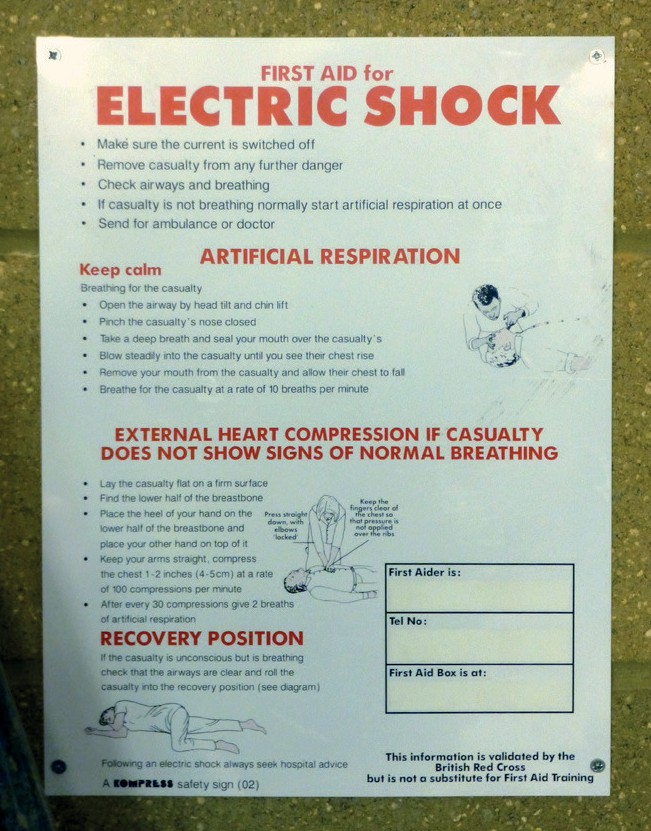 FIRST AID for
ELECTRIC SHOCK
• Make sure the current is switched off
• Remove casualty from any further danger
• Check airways and breathing
• If casualty is not breathing normally start artificial respiration at once
• Send for ambulance or doctor
ARTIFICIAL RESPIRATION
Keep calm
Breathing for the casualty
• Open the airway by head tilt and chin lift
• Pinch the casualty's nose closed
• Take a deep breath and seal your mouth over the casualty's
• Blow steadily into the casualty until you see their chest rise
• Remove your mouth from the casualty and allow their chest to fall
• Breathe for the casualty at a rate of 10 breaths per minute
EXTERNAL HEART COMPRESSION IF CASUALTY
DOES NOT SHOW SIGNS OF NORMAL BREATHING
• Lay the casualty flat on a firm surface
• Find the lower half of the breastbone
• Place the heel of your hand on the
lower half of the breastbone and
place your other hand on top of it
• Keep your arms straight, compress
the chest 1-2 inches (4-5cm) at a rate
of 100 compressions per minute
• After every 30 compressions give 2 breaths
of artificial respiration
Press straight
down, with
elbows
'locked'
Keep the
fingers clear of
the chest so
that pressure is
not applied
over the ribs
RECOVERY POSITION
If the casualty is unconscious but is breathing
check that the airways are clear and roll the
casualty into the recovery position (see diagram)
First Aider is:
Tel No:
First Aid Box is at:
Following an electric shock always seek hospital advice
A KOMPRESS safety sign (02)
This information is validated by the
British Red Cross
but is not a substitute for First Aid Training